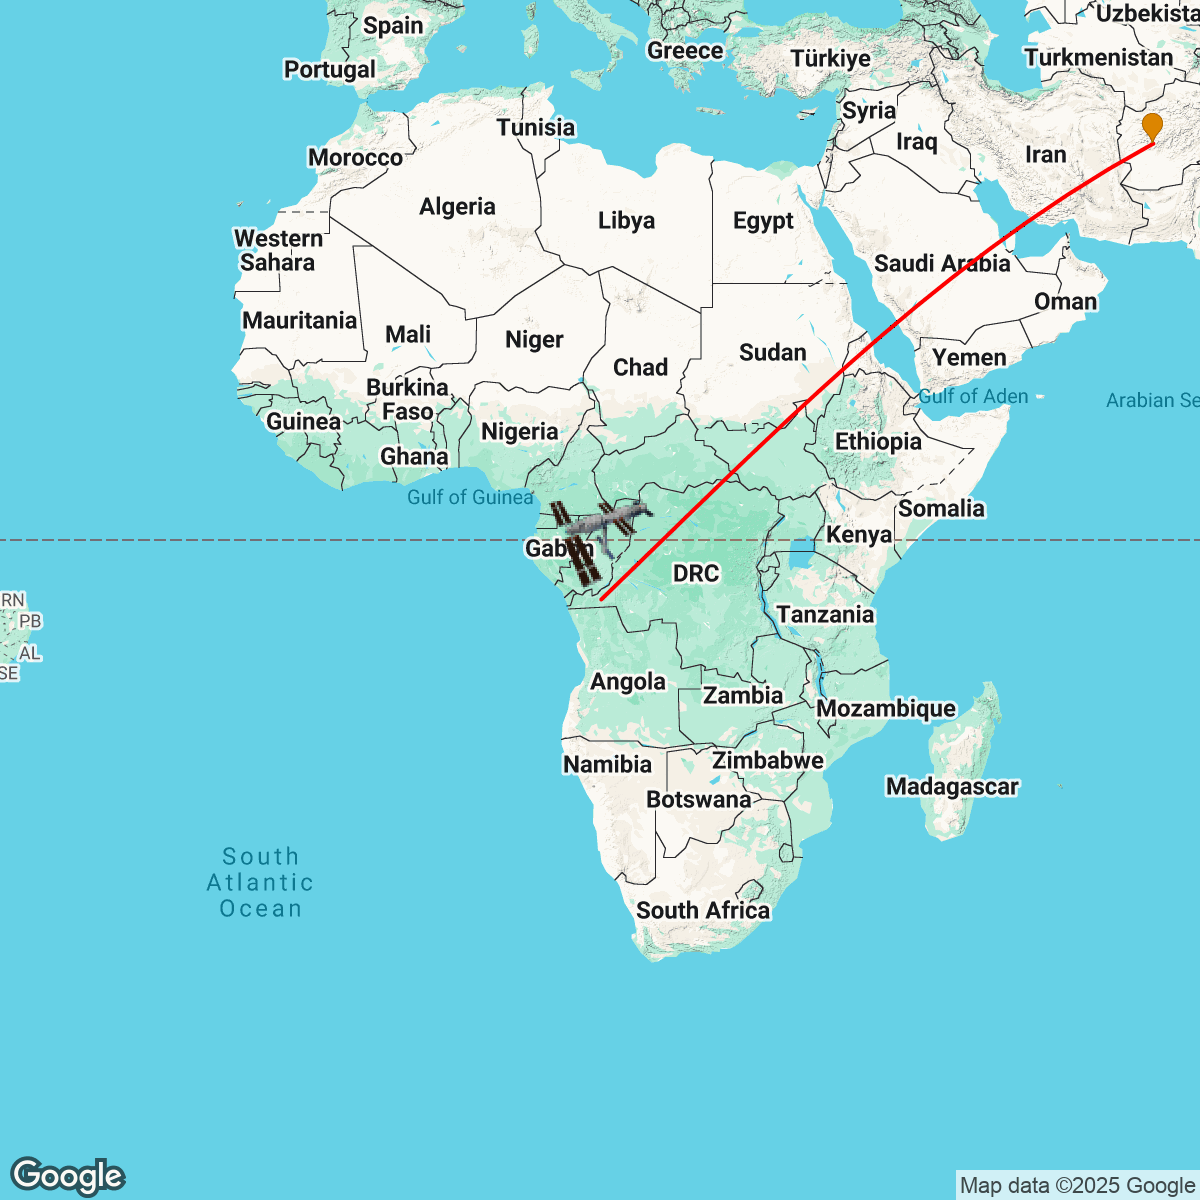 Uzbekista
Spain
Greece
Türkiye
Turkmenistan
Portugal
Syria
Tunisia
Iraq
Iran
Morocco
Algeria
Libya
Egypt
Western
Sahara
Saudi Arabia
Oman
Mauritania
Mali
Niger
Chad
Sudan
Yemen
Burkina
Faso
Gulf of Aden
Arabian Se
Guinea
Nigeria
Ethiopia
Ghana
Gulf of Guinea
Somalia
Kenya
Gabon
DRC
RN
PB
AL
SE
Tanzania
Angola
Zambia
Mozambique
Namibia
Zimbabwe
Botswana
Madagascar
South
Atlantic
Ocean
South Africa
Google
Map data ©2025 Google